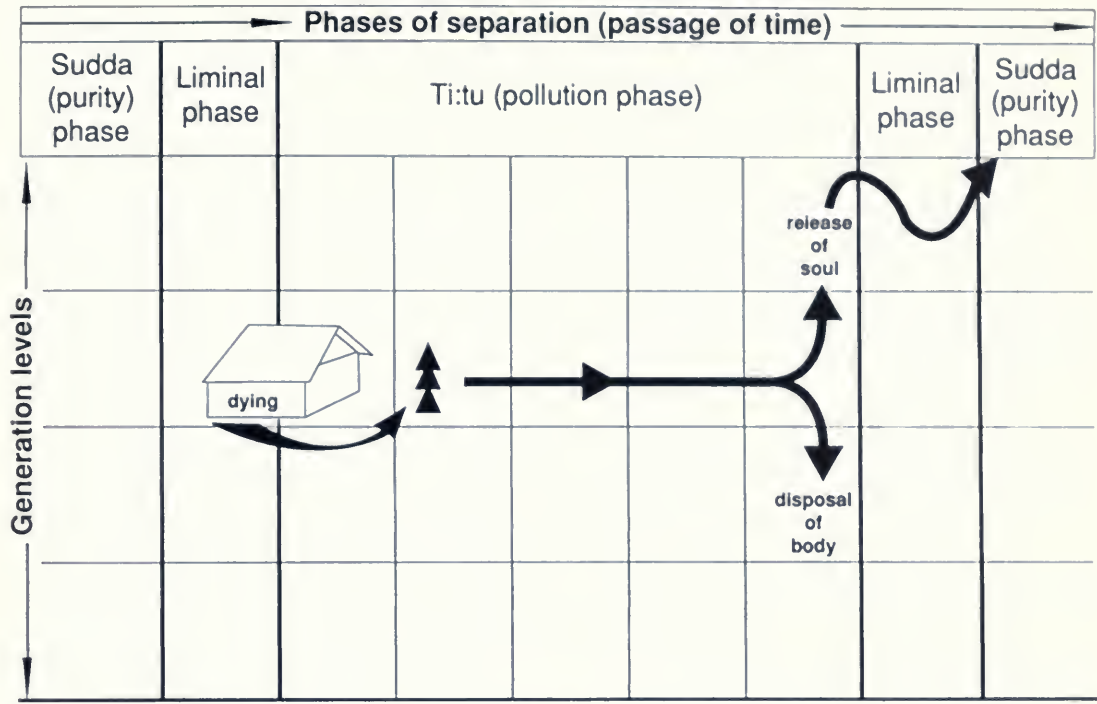 Phases of separation (passage of time)
Sudda
(purity)
phase
Liminal
phase
Ti:tu (pollution phase)
Liminal
phase
Sudda
(purity)
phase
Generation levels
release
of
soul
dying
disposal
of
body